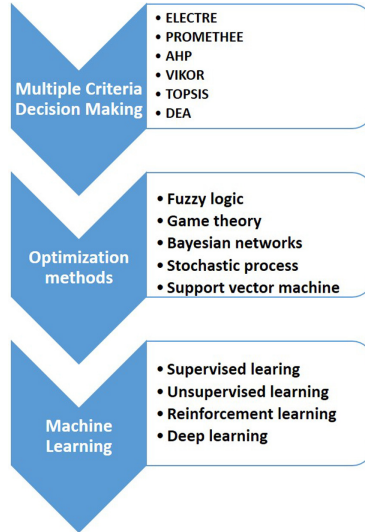 Multiple Criteria
Decision Making
• ELECTRE
• PROMETHEE
• AHP
• VIKOR
• TOPSIS
• DEA
Optimization
methods
• Fuzzy logic
• Game theory
• Bayesian networks
• Stochastic process
• Support vector machine
Machine
Learning
• Supervised learing
• Unsupervised learning
• Reinforcement learning
• Deep learning